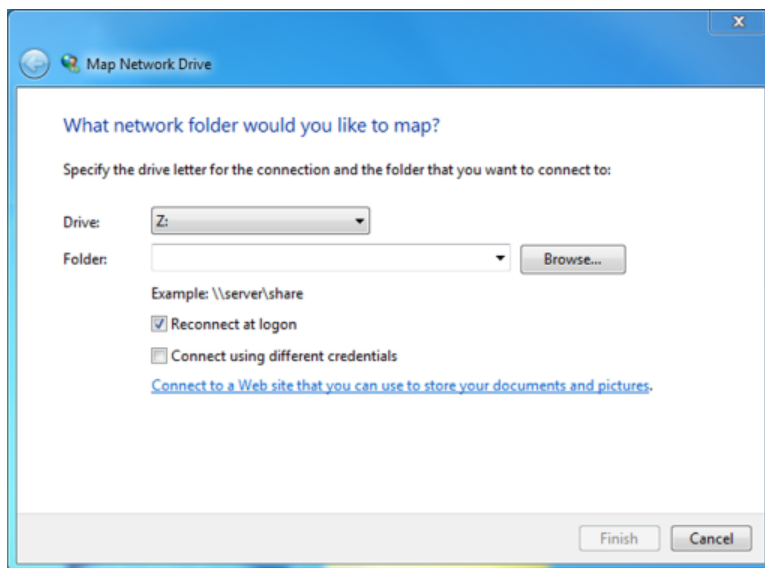 x
Map Network Drive
What network folder would you like to map?
Specify the drive letter for the connection and the folder that you want to connect to:
Drive: Z:
Folder: Browse...
Example: \\server\share
Reconnect at logon
Connect using different credentials
Connect to a Web site that you can use to store your documents and pictures.
Finish Cancel